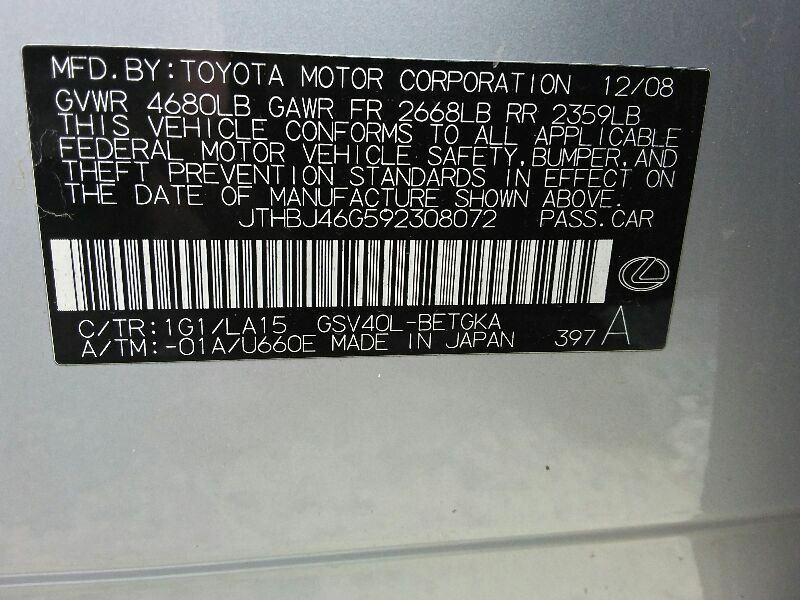 MFD. BY: TOYOTA MOTOR CORPORATION 12/08
GVWR 4680LB GAWR FR 2668LB RR 2359LB
THIS VEHICLE CONFORMS TO ALL APPLICABLE
FEDERAL MOTOR VEHICLE SAFETY, BUMPER, AND
THEFT PREVENTION STANDARDS IN EFFECT ON
THE DATE OF MANUFACTURE SHOWN ABOVE.
JTHBJ46G592308072 PASS. CAR
C/TR: 1G1/LA15 GSV40L-BETGKA
A/TM: -01A/U660E MADE IN JAPAN 397 A